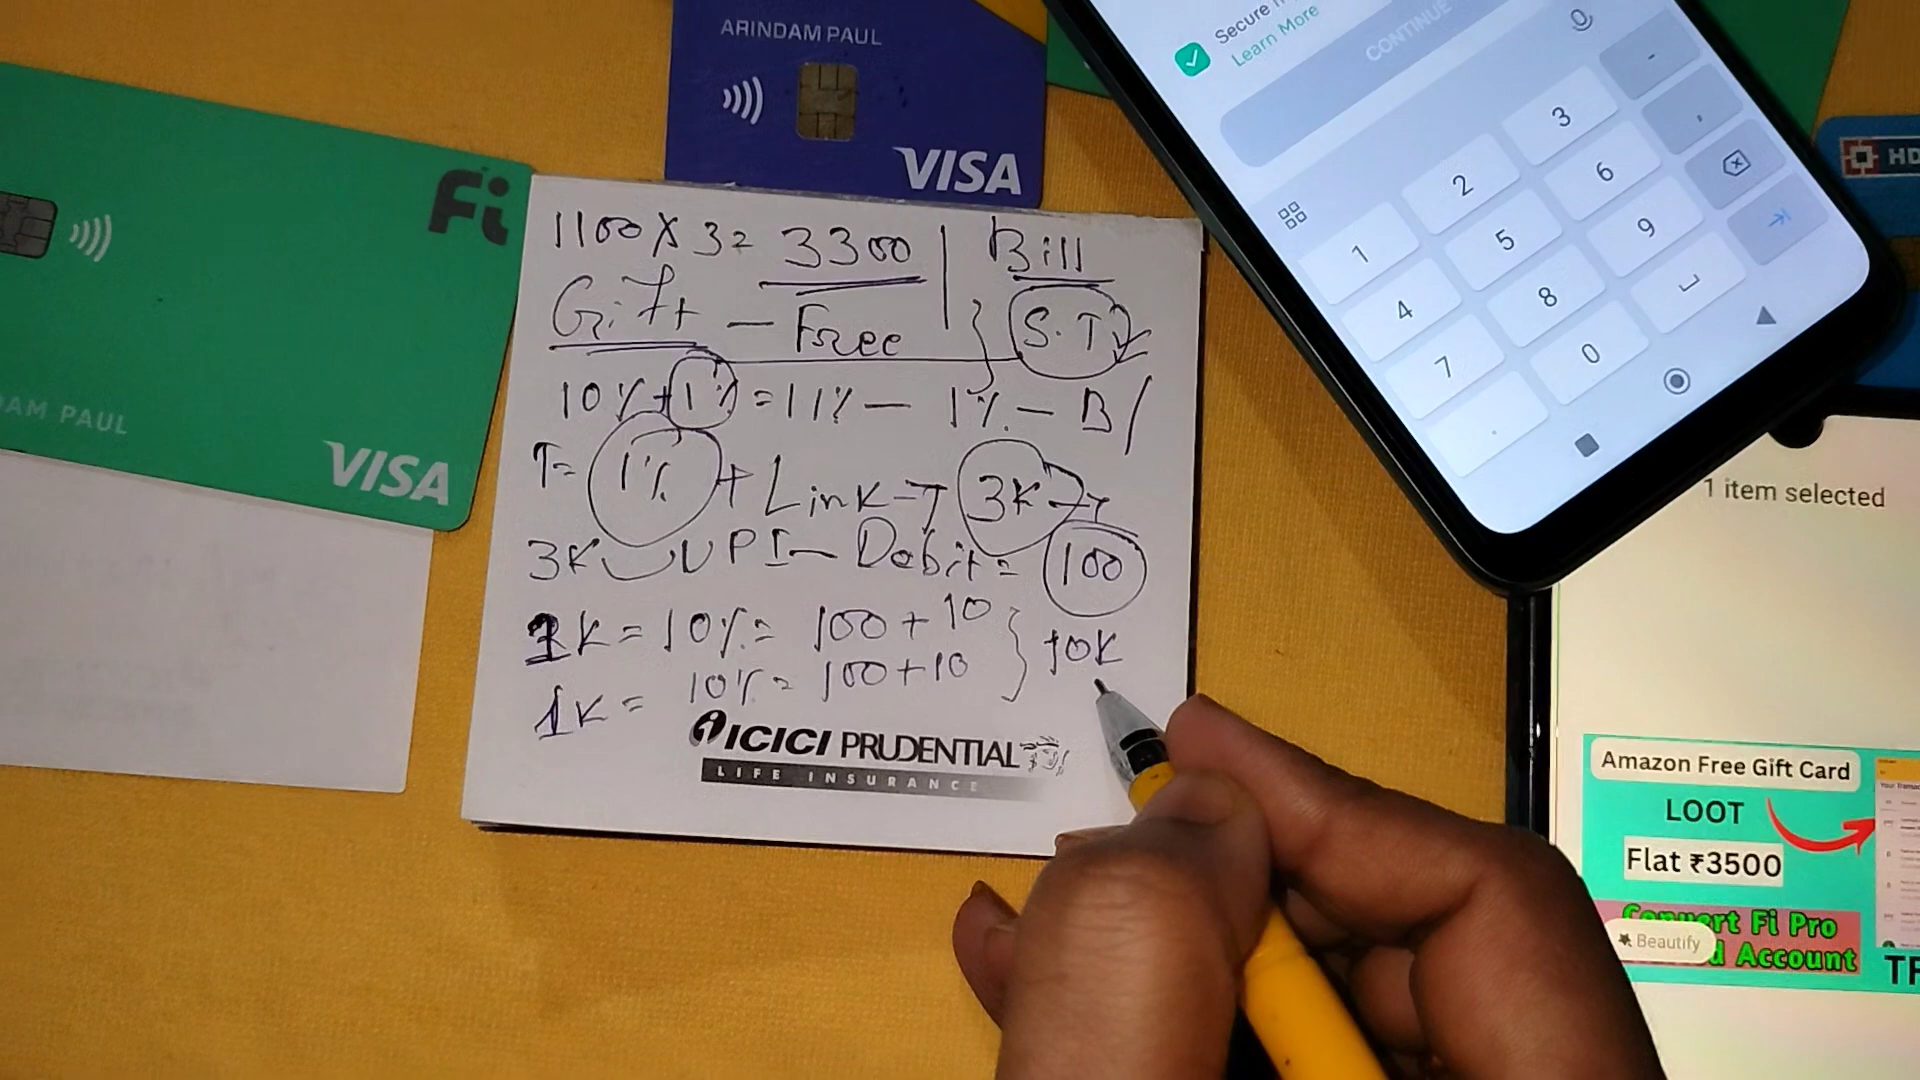 ARINDAM PAUL
VISA
Fi
AM PAUL
VISA
1100 X 3 = 3300 | Bill
Gift - Free } S.T
10% + 1% = 11% - 1% - B/
T = 1% + Link - T 3K
3K UPI - Debit = 100
1K = 10% = 100 + 10
1K = 10% = 100 + 10 } 10K
ICICI PRUDENTIAL
LIFE INSURANCE
Secure
Learn More
CONTINUE
1 2 3 -
4 5 6 ,
7 8 9
. 0
HD
1 item selected
Amazon Free Gift Card
LOOT
Flat ₹3500
Convert Fi Pro
Account
Beautify